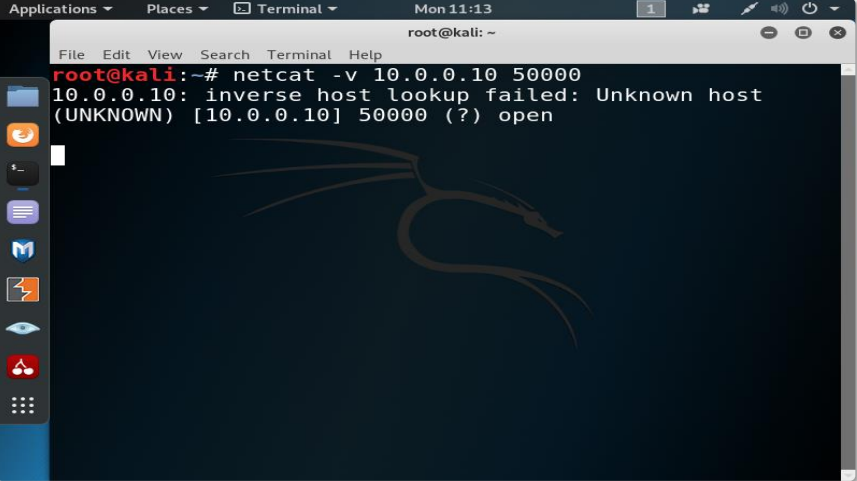 Applications Places Terminal Mon 11:13 1
root@kali: ~
File Edit View Search Terminal Help
root@kali:~# netcat -v 10.0.0.10 50000
10.0.0.10: inverse host lookup failed: Unknown host
(UNKNOWN) [10.0.0.10] 50000 (?) open
$_